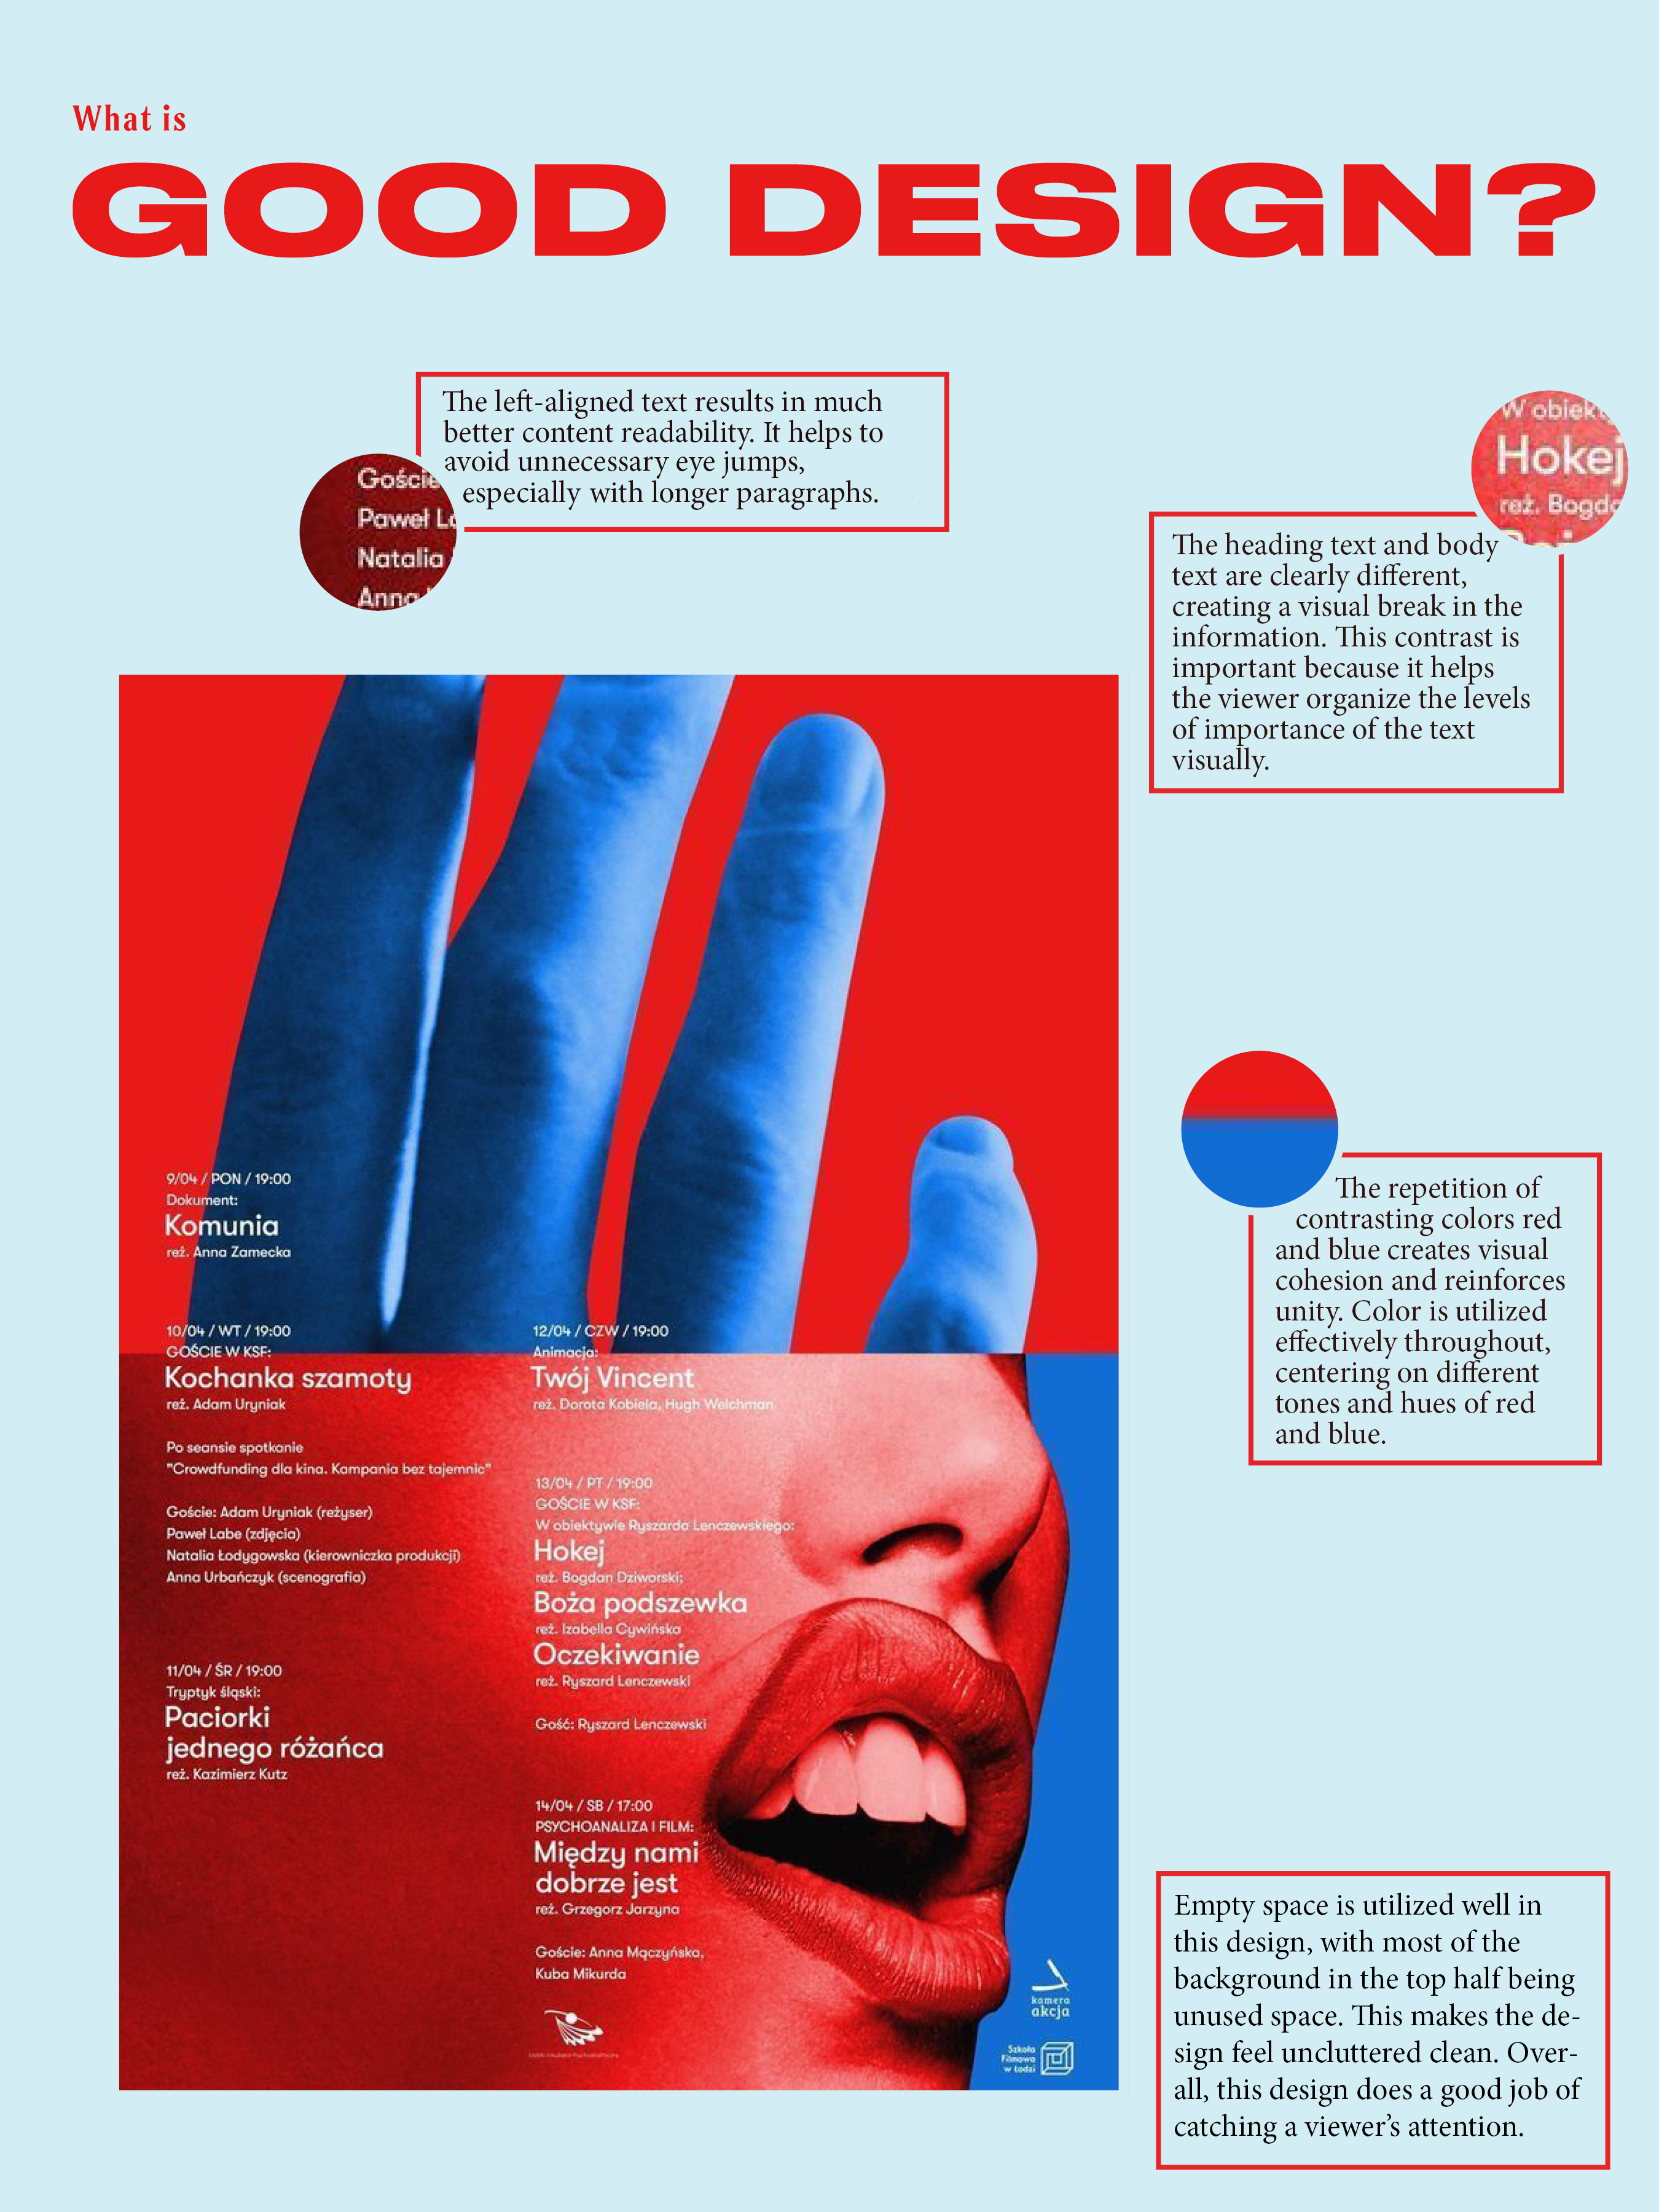 What is
GOOD DESIGN?
The left-aligned text results in much
better content readability. It helps to
avoid unnecessary eye jumps,
especially with longer paragraphs.
Goście
Paweł La
Natalia
Anna
W obiekt
Hokej
reż. Bogda
The heading text and body
text are clearly different,
creating a visual break in the
information. This contrast is
important because it helps
the viewer organize the levels
of importance of the text
visually.
The repetition of
contrasting colors red
and blue creates visual
cohesion and reinforces
unity. Color is utilized
effectively throughout,
centering on different
tones and hues of red
and blue.
9/04 / PON / 19:00
Dokument:
Komunia
reż. Anna Zamecka
10/04 / WT / 19:00
GOŚCIE W KSF:
Kochanka szamoty
reż. Adam Uryniak
Po seansie spotkanie
"Crowdfunding dla kina. Kampania bez tajemnic"
Goście: Adam Uryniak (reżyser)
Paweł Labe (zdjęcia)
Natalia Łodygowska (kierowniczka produkcji)
Anna Urbańczyk (scenografia)
11/04 / ŚR / 19:00
Tryptyk śląski:
Paciorki
jednego różańca
reż. Kazimierz Kutz
12/04 / CZW / 19:00
Animacja:
Twój Vincent
reż. Dorota Kobiela, Hugh Welchman
13/04 / PT / 19:00
GOŚCIE W KSF:
W obiektywie Ryszarda Lenczewskiego:
Hokej
reż. Bogdan Dziworski;
Boża podszewka
reż. Izabella Cywińska
Oczekiwanie
reż. Ryszard Lenczewski
Gość: Ryszard Lenczewski
14/04 / SB / 17:00
PSYCHOANALIZA I FILM:
Między nami
dobrze jest
reż. Grzegorz Jarzyna
Goście: Anna Mączyńska,
Kuba Mikurda
kamera
akcja
Szkoła
Filmowa
w Łodzi
Empty space is utilized well in
this design, with most of the
background in the top half being
unused space. This makes the de-
sign feel uncluttered clean. Over-
all, this design does a good job of
catching a viewer's attention.